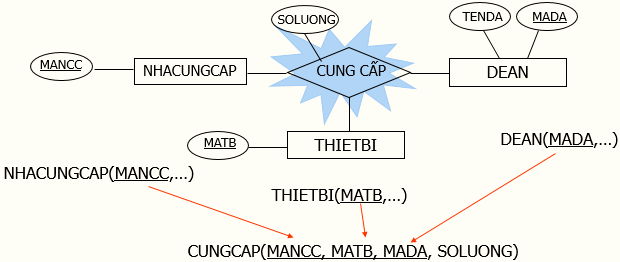 SOLUONG
TENDA
MADA
MANCC
NHACUNGCAP
CUNG CẤP
DEAN
MATB
THIETBI
DEAN(MADA,...)
NHACUNGCAP(MANCC,...)
THIETBI(MATB,...)
CUNGCAP(MANCC, MATB, MADA, SOLUONG)